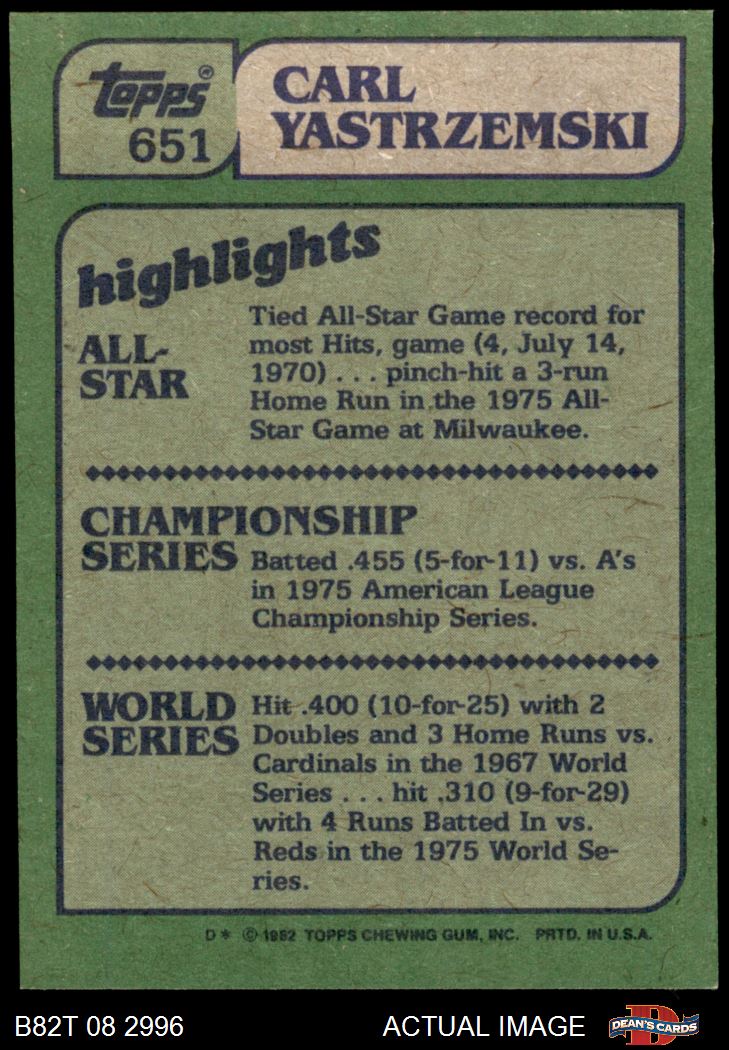 topps®
651
CARL
YASTRZEMSKI
highlights
ALL-
STAR
Tied All-Star Game record for
most Hits, game (4, July 14,
1970) . . . pinch-hit a 3-run
Home Run in the 1975 All-
Star Game at Milwaukee.
CHAMPIONSHIP
SERIES
Batted .455 (5-for-11) vs. A's
in 1975 American League
Championship Series.
WORLD
SERIES
Hit .400 (10-for-25) with 2
Doubles and 3 Home Runs vs.
Cardinals in the 1967 World
Series . . . hit .310 (9-for-29)
with 4 Runs Batted In vs.
Reds in the 1975 World Se-
ries.
D* © 1982 TOPPS CHEWING GUM, INC. PRTD. IN U.S.A.
B82T 08 2996
ACTUAL IMAGE
D
DEAN'S CARDS